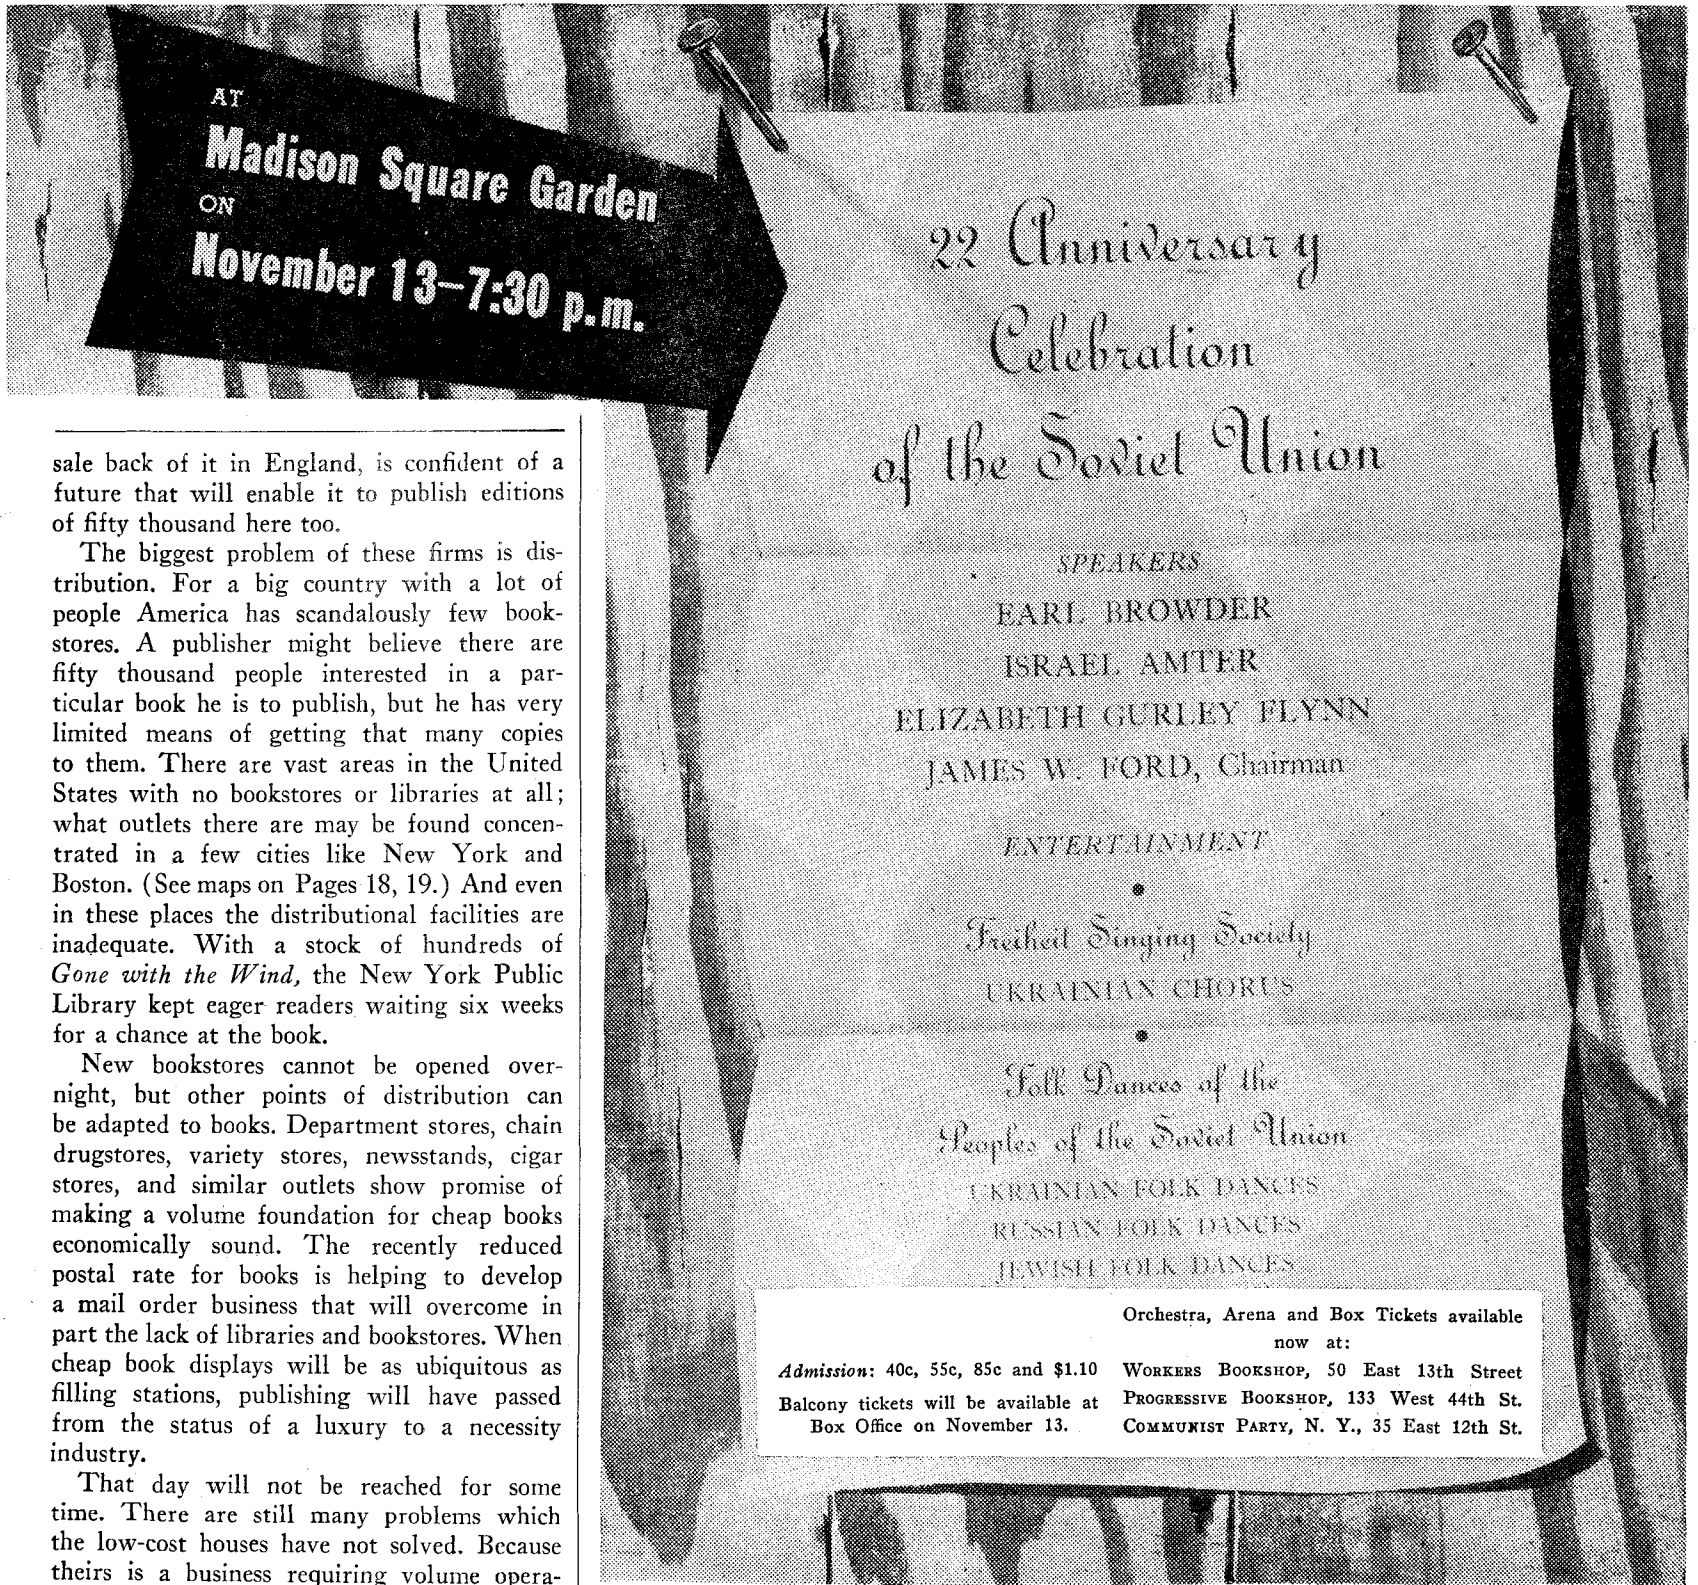 AT
Madison Square Garden
ON
November 13–7:30 p.m.
22 Anniversary
Celebration
of the Soviet Union
SPEAKERS
EARL BROWDER
ISRAEL AMTER
ELIZABETH GURLEY FLYNN
JAMES W. FORD, Chairman
ENTERTAINMENT
•
Freiheit Singing Society
UKRAINIAN CHORUS
•
Folk Dances of the
Peoples of the Soviet Union
UKRAINIAN FOLK DANCES
RUSSIAN FOLK DANCES
JEWISH FOLK DANCES
Admission: 40c, 55c, 85c and $1.10
Balcony tickets will be available at
Box Office on November 13.
Orchestra, Arena and Box Tickets available
now at:
WORKERS BOOKSHOP, 50 East 13th Street
PROGRESSIVE BOOKSHOP, 133 West 44th St.
COMMUNIST PARTY, N. Y., 35 East 12th St.
sale back of it in England, is confident of a
future that will enable it to publish editions
of fifty thousand here too.
The biggest problem of these firms is dis-
tribution. For a big country with a lot of
people America has scandalously few book-
stores. A publisher might believe there are
fifty thousand people interested in a par-
ticular book he is to publish, but he has very
limited means of getting that many copies
to them. There are vast areas in the United
States with no bookstores or libraries at all;
what outlets there are may be found concen-
trated in a few cities like New York and
Boston. (See maps on Pages 18, 19.) And even
in these places the distributional facilities are
inadequate. With a stock of hundreds of
Gone with the Wind, the New York Public
Library kept eager readers waiting six weeks
for a chance at the book.
New bookstores cannot be opened over-
night, but other points of distribution can
be adapted to books. Department stores, chain
drugstores, variety stores, newsstands, cigar
stores, and similar outlets show promise of
making a volume foundation for cheap books
economically sound. The recently reduced
postal rate for books is helping to develop
a mail order business that will overcome in
part the lack of libraries and bookstores. When
cheap book displays will be as ubiquitous as
filling stations, publishing will have passed
from the status of a luxury to a necessity
industry.
That day will not be reached for some
time. There are still many problems which
the low-cost houses have not solved. Because
theirs is a business requiring volume opera-